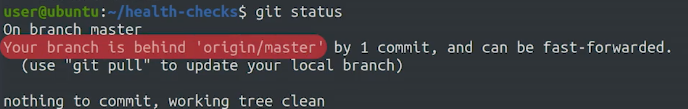 user@ubuntu:~/health-checks$ git status
On branch master
Your branch is behind 'origin/master' by 1 commit, and can be fast-forwarded.
  (use "git pull" to update your local branch)

nothing to commit, working tree clean